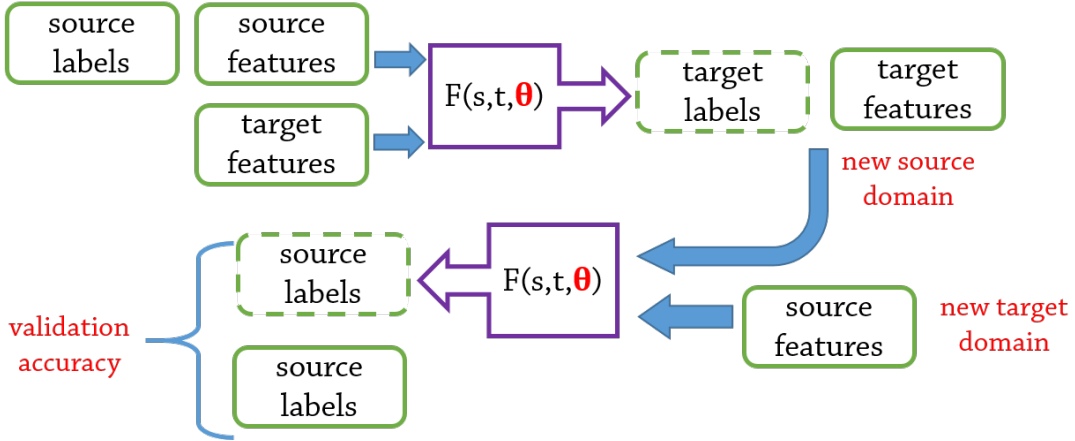 source
labels
source
features
target
features
F(s,t,θ)
target
labels
target
features
new source
domain
source
labels
F(s,t,θ)
source
features
new target
domain
validation
accuracy
source
labels